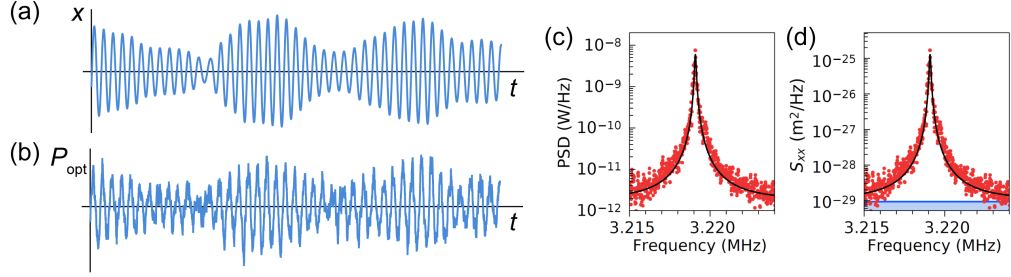 (a)
x
t
(b)
P_opt
t
(c)
PSD (W/Hz)
10⁻⁸
10⁻⁹
10⁻¹⁰
10⁻¹¹
10⁻¹²
3.215
3.220
Frequency (MHz)
(d)
Sₓₓ (m²/Hz)
10⁻²⁵
10⁻²⁶
10⁻²⁷
10⁻²⁸
10⁻²⁹
3.215
3.220
Frequency (MHz)